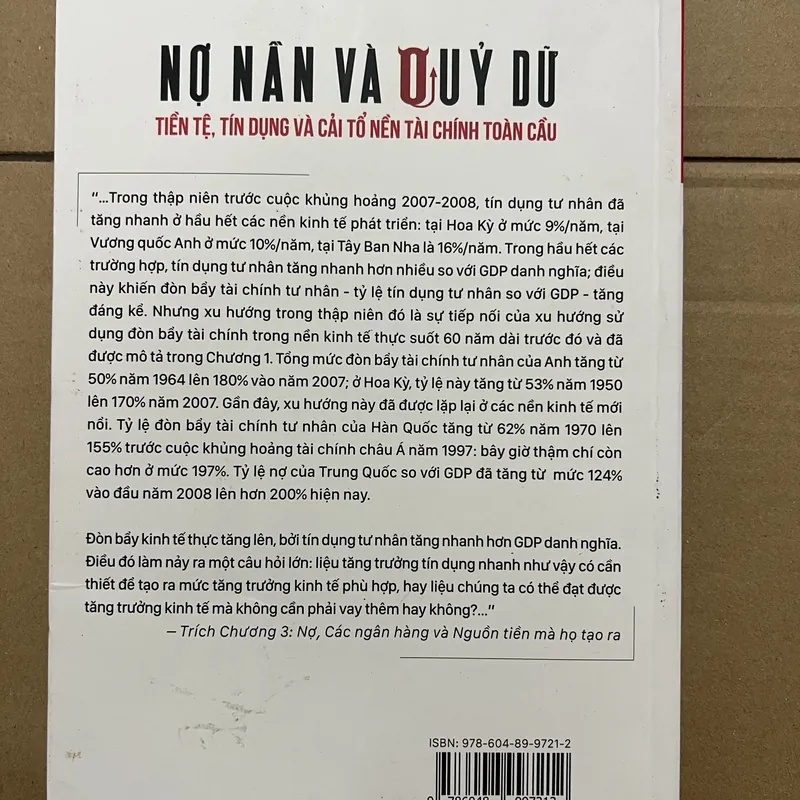 NỢ NẦN VÀ QUỶ DỮ
TIỀN TỆ, TÍN DỤNG VÀ CẢI TỔ NỀN TÀI CHÍNH TOÀN CẦU
“...Trong thập niên trước cuộc khủng hoảng 2007-2008, tín dụng tư nhân đã
tăng nhanh ở hầu hết các nền kinh tế phát triển: tại Hoa Kỳ ở mức 9%/năm, tại
Vương quốc Anh ở mức 10%/năm, tại Tây Ban Nha là 16%/năm. Trong hầu hết các
trường hợp, tín dụng tư nhân tăng nhanh hơn nhiều so với GDP danh nghĩa; điều
này khiến đòn bẩy tài chính tư nhân - tỷ lệ tín dụng tư nhân so với GDP - tăng
đáng kể. Nhưng xu hướng trong thập niên đó là sự tiếp nối của xu hướng sử
dụng đòn bẩy tài chính trong nền kinh tế thực suốt 60 năm dài trước đó và đã
được mô tả trong Chương 1. Tổng mức đòn bẩy tài chính tư nhân của Anh tăng từ
50% năm 1964 lên 180% vào năm 2007; ở Hoa Kỳ, tỷ lệ này tăng từ 53% năm 1950
lên 170% năm 2007. Gần đây, xu hướng này đã được lặp lại ở các nền kinh tế mới
nổi. Tỷ lệ đòn bẩy tài chính tư nhân của Hàn Quốc tăng từ 62% năm 1970 lên
155% trước cuộc khủng hoảng tài chính châu Á năm 1997: bây giờ thậm chí còn
cao hơn ở mức 197%. Tỷ lệ nợ của Trung Quốc so với GDP đã tăng từ mức 124%
vào đầu năm 2008 lên hơn 200% hiện nay.
Đòn bẩy kinh tế thực tăng lên, bởi tín dụng tư nhân tăng nhanh hơn GDP danh nghĩa.
Điều đó làm nảy ra một câu hỏi lớn: liệu tăng trưởng tín dụng nhanh như vậy có cần
thiết để tạo ra mức tăng trưởng kinh tế phù hợp, hay liệu chúng ta có thể đạt được
tăng trưởng kinh tế mà không cần phải vay thêm hay không?...“
– Trích Chương 3: Nợ, Các ngân hàng và Nguồn tiền mà họ tạo ra
ISBN: 978-604-89-9721-2